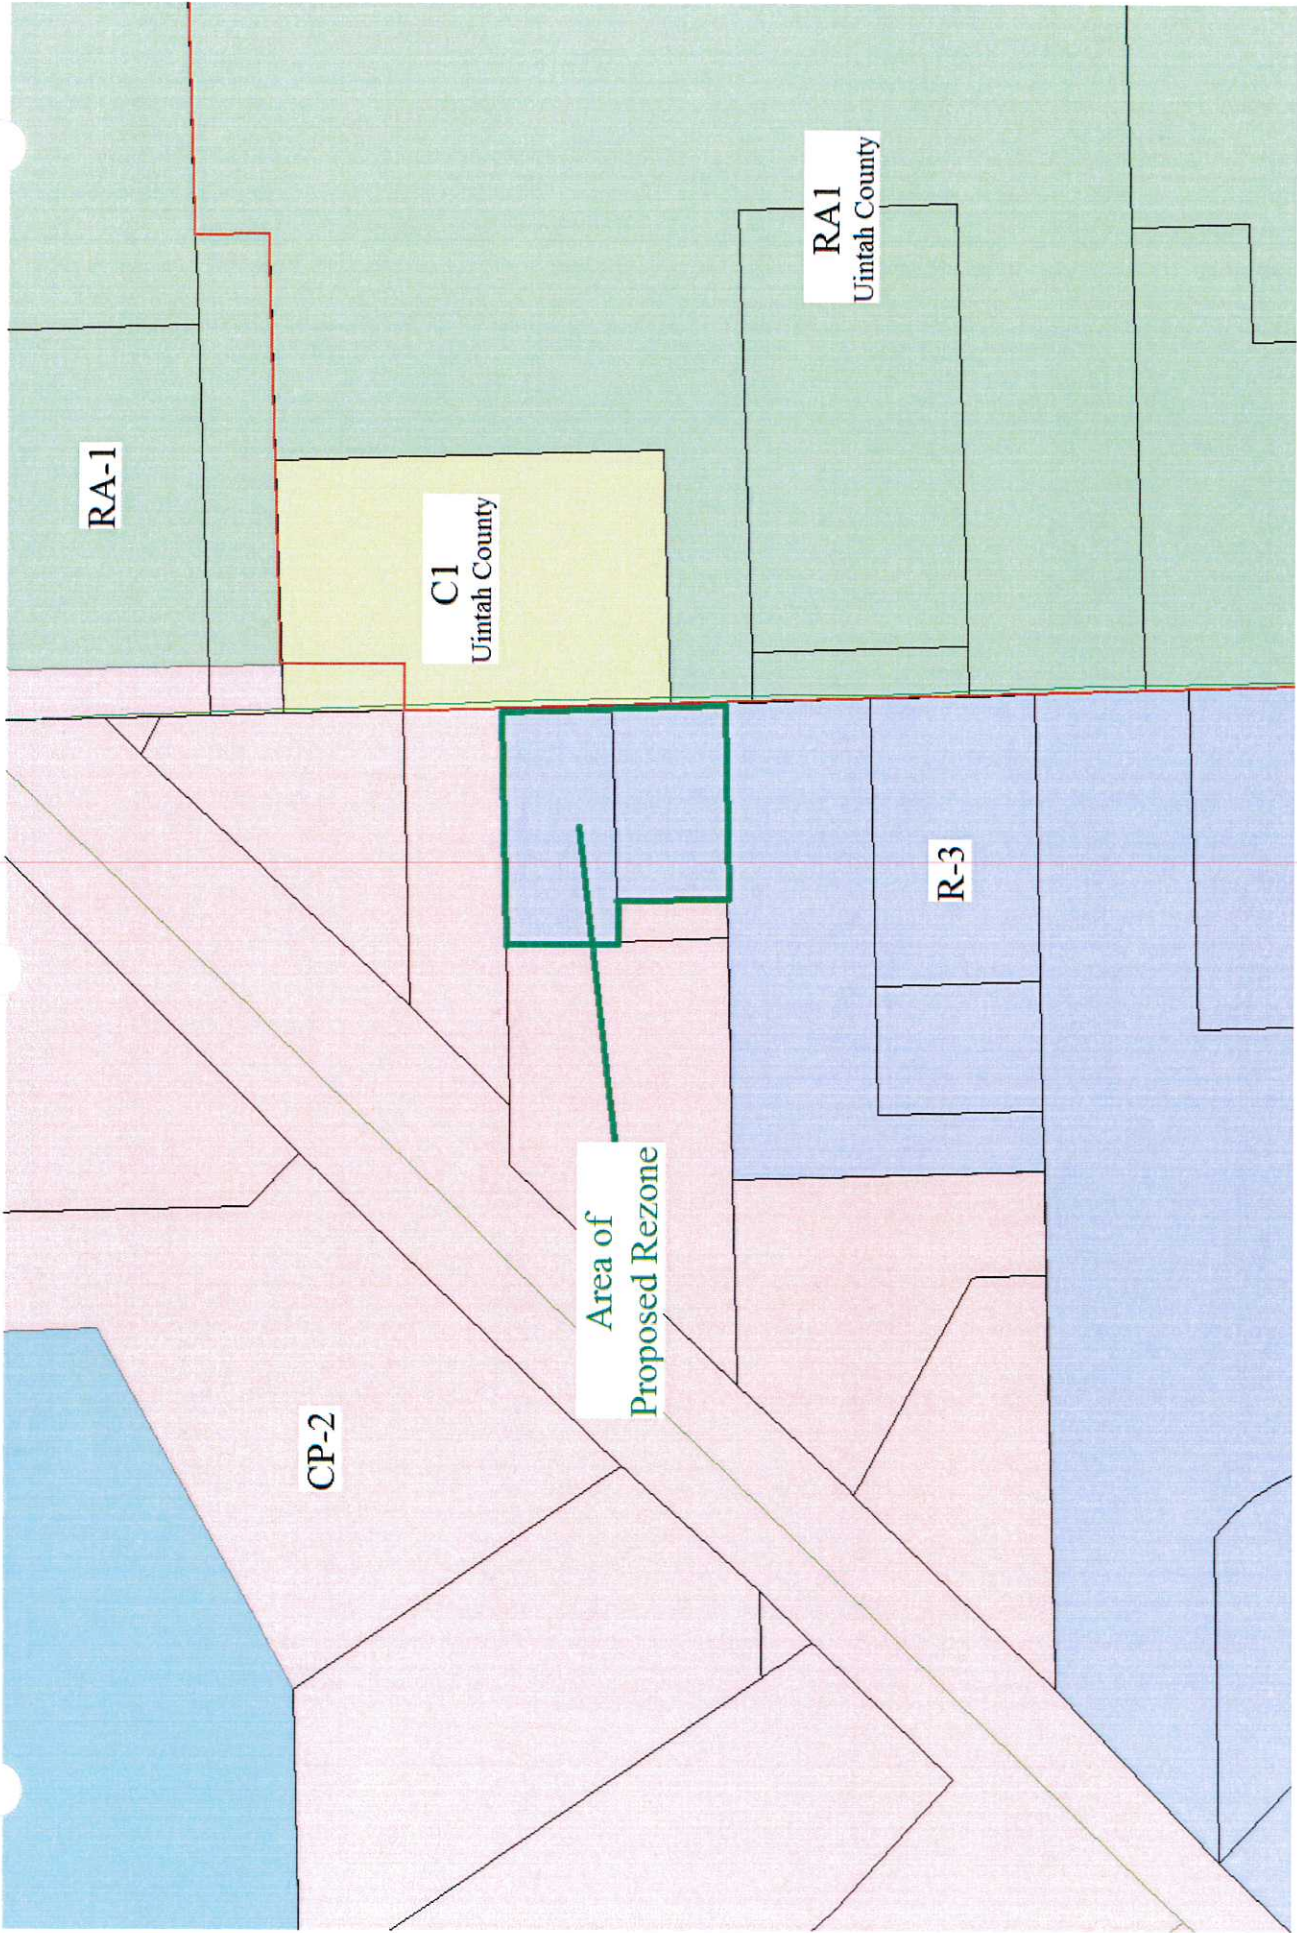 RA-1
C1
Uintah County
RA1
Uintah County
CP-2
Area of
Proposed Rezone
R-3